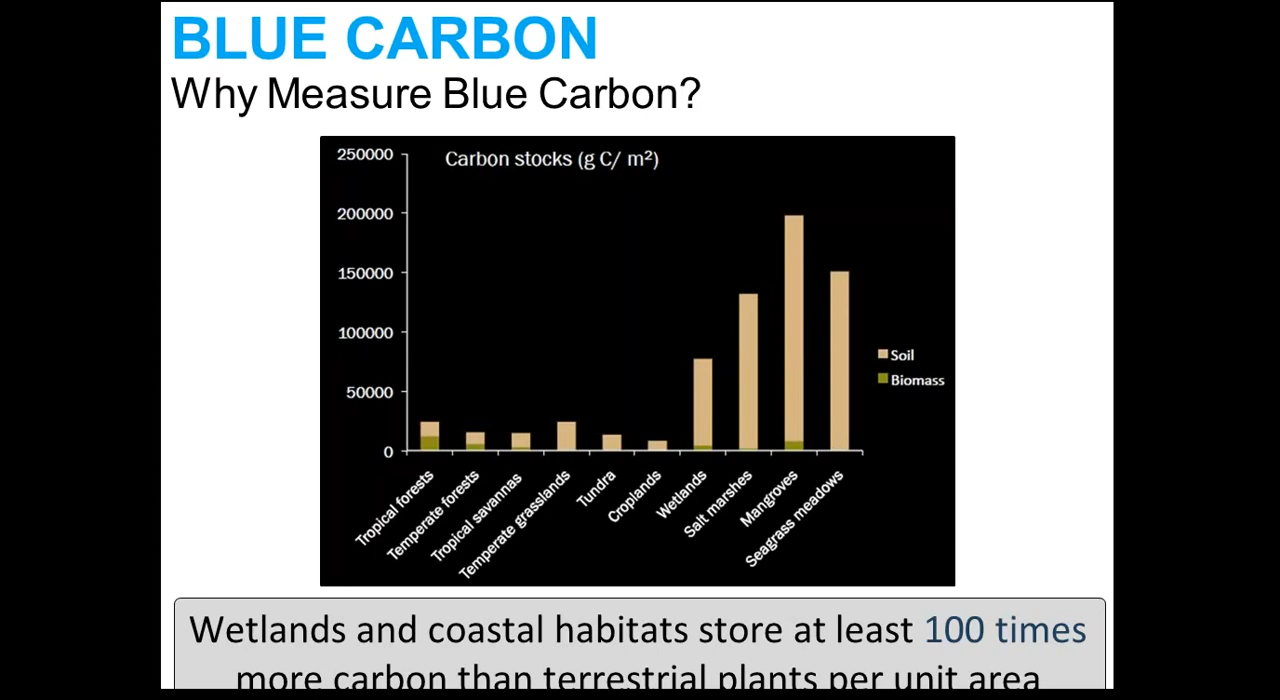 BLUE CARBON
Why Measure Blue Carbon?
Carbon stocks (g C/ m²)
250000
200000
150000
100000
50000
0
Soil
Biomass
Tropical forests
Temperate forests
Tropical savannas
Temperate grasslands
Tundra
Croplands
Wetlands
Salt marshes
Mangroves
Seagrass meadows
Wetlands and coastal habitats store at least 100 times
more carbon than terrestrial plants per unit area